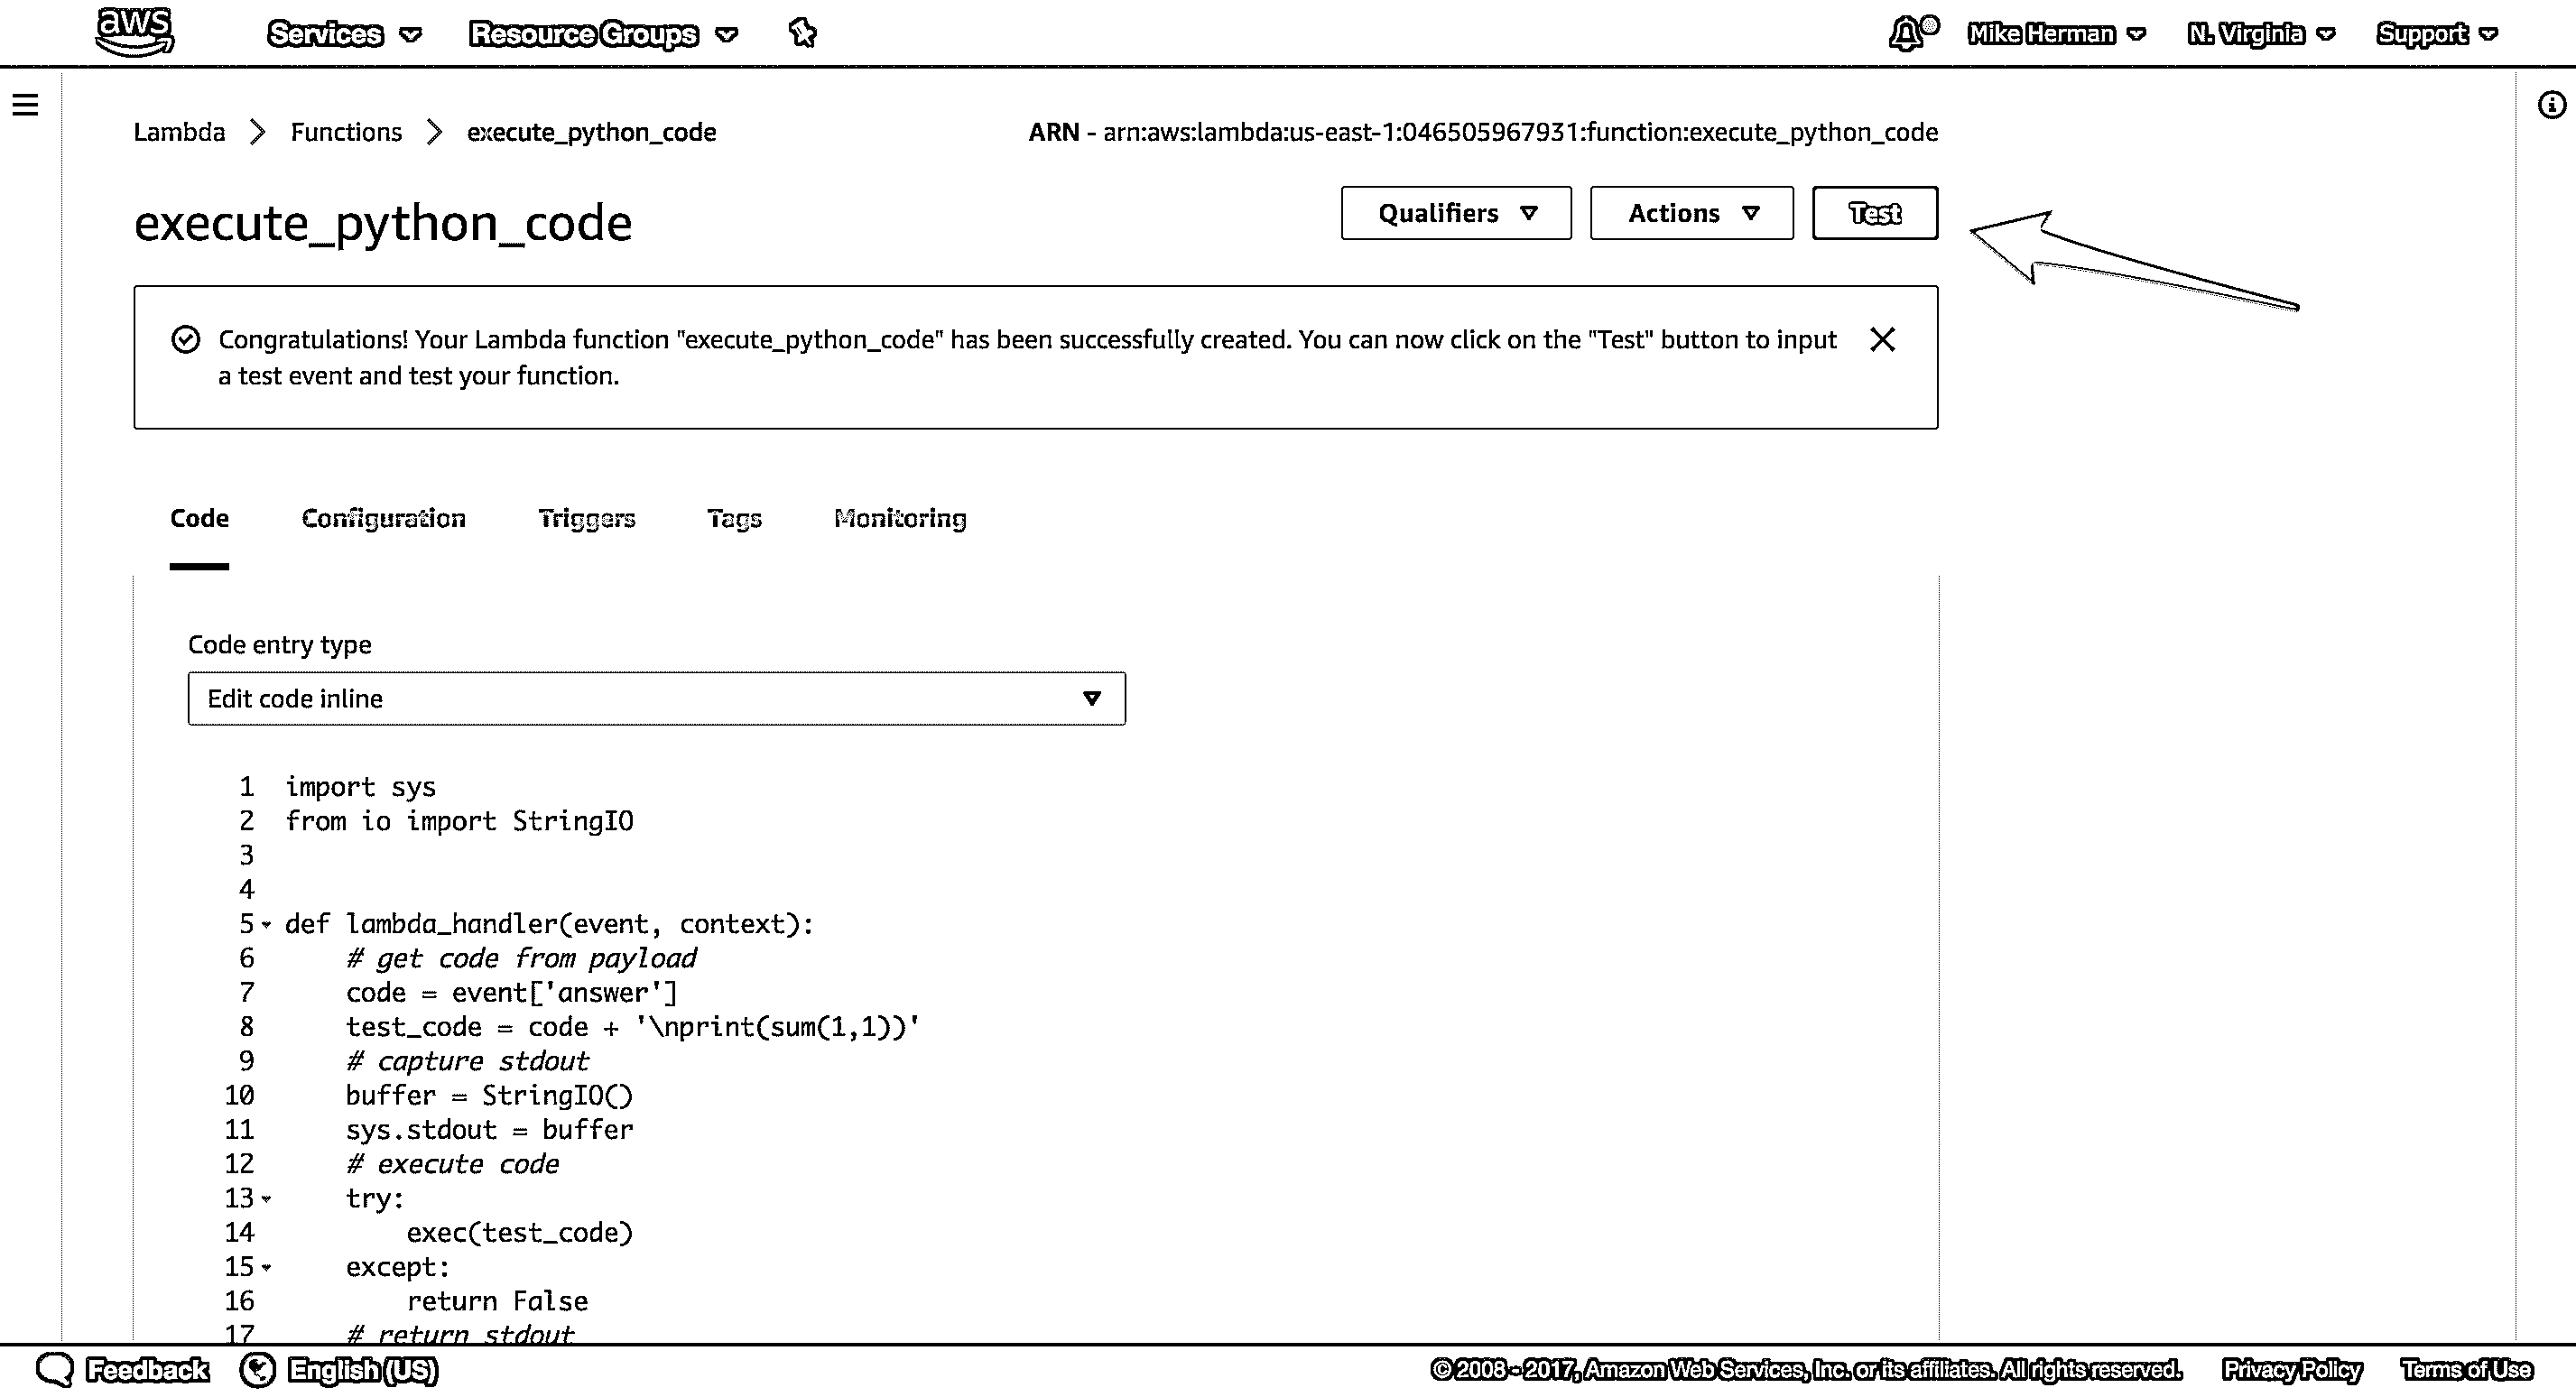 aws Services Resource Groups Mike Herman N. Virginia Support
Lambda Functions execute_python_code ARN - arn:aws:lambda:us-east-1:046505967931:function:execute_python_code
execute_python_code Qualifiers Actions Test
Congratulations! Your Lambda function "execute_python_code" has been successfully created. You can now click on the "Test" button to input
a test event and test your function.
Code Configuration Triggers Tags Monitoring
Code entry type
Edit code inline
1 import sys
2 from io import StringIO
3
4
5 def lambda_handler(event, context):
6 # get code from payload
7 code = event['answer']
8 test_code = code + '\nprint(sum(1,1))'
9 # capture stdout
10 buffer = StringIO()
11 sys.stdout = buffer
12 # execute code
13 try:
14 exec(test_code)
15 except:
16 return False
17 # return stdout
Feedback English (US) © 2008 - 2017, Amazon Web Services, Inc. or its affiliates. All rights reserved. Privacy Policy Terms of Use